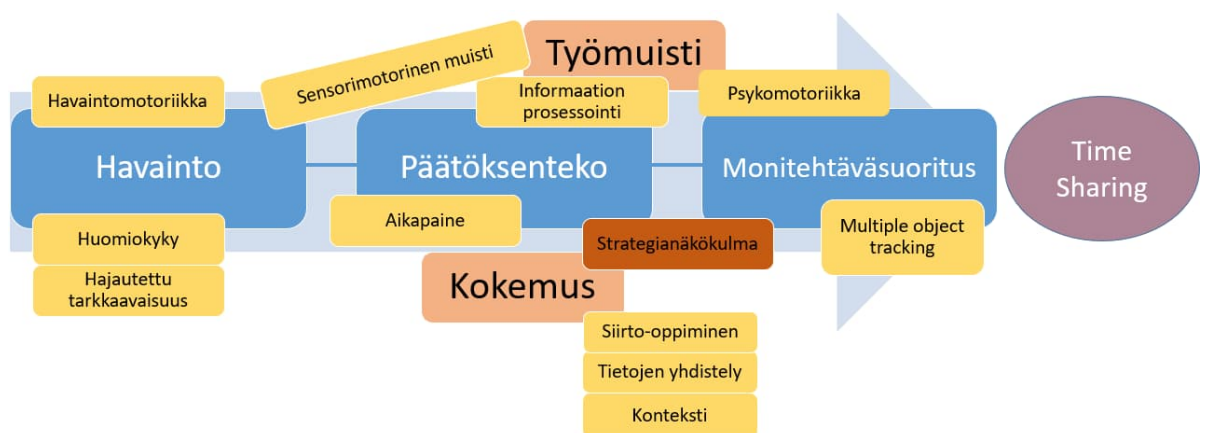 Työmuisti
Sensorimotorinen muisti
Havaintomotoriikka
Informaation
prosessointi
Psykomotoriikka
Havainto
Päätöksenteko
Monitehtäväsuoritus
Time
Sharing
Huomiokyky
Hajautettu
tarkkaavaisuus
Aikapaine
Strategianäkökulma
Multiple object
tracking
Kokemus
Siirto-oppiminen
Tietojen yhdistely
Konteksti